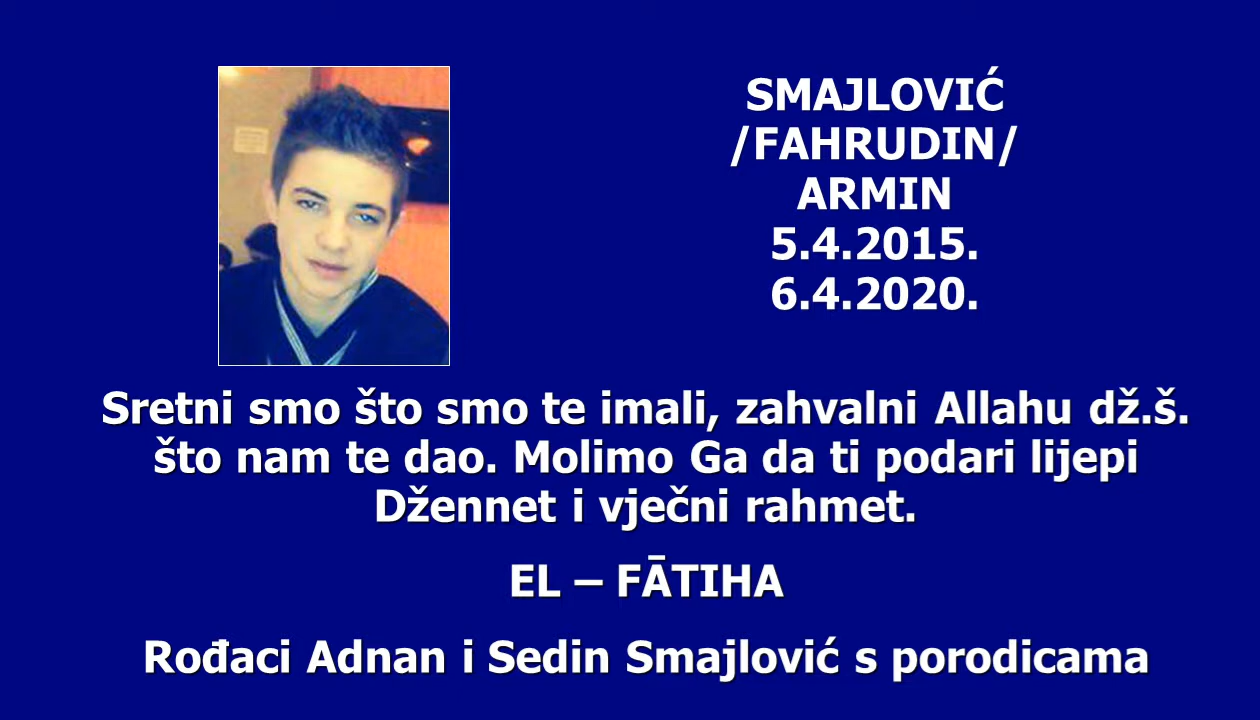 SMAJLOVIĆ
/FAHRUDIN/
ARMIN
5.4.2015.
6.4.2020.
Sretni smo što smo te imali, zahvalni Allahu dž.š.
što nam te dao. Molimo Ga da ti podari lijepi
Džennet i vječni rahmet.
EL – FĀTIHA
Rođaci Adnan i Sedin Smajlović s porodicama